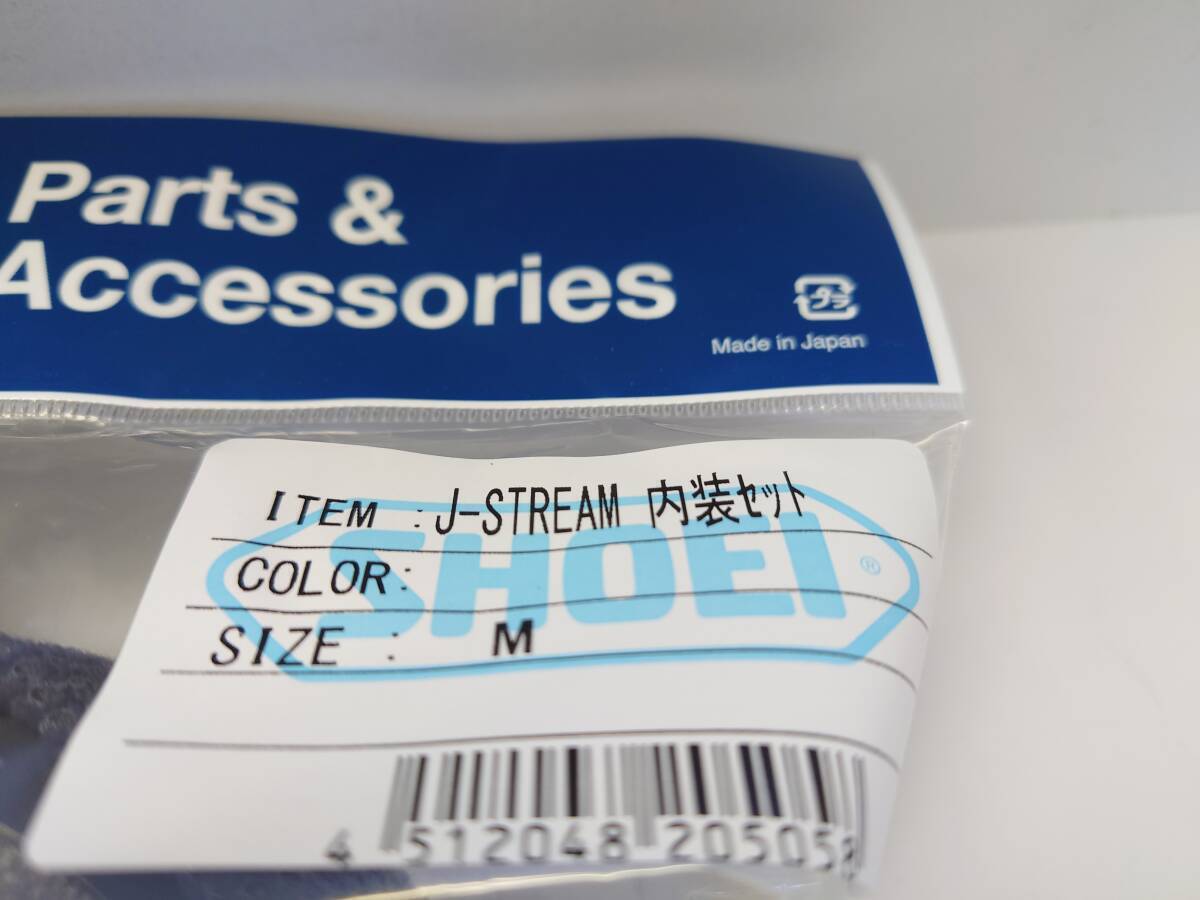 Parts &
Accessories
プラ
Made in Japan
ITEM : J-STREAM 内装ｾｯﾄ
SHOEI ®
COLOR:
SIZE : M
4 512048 205058